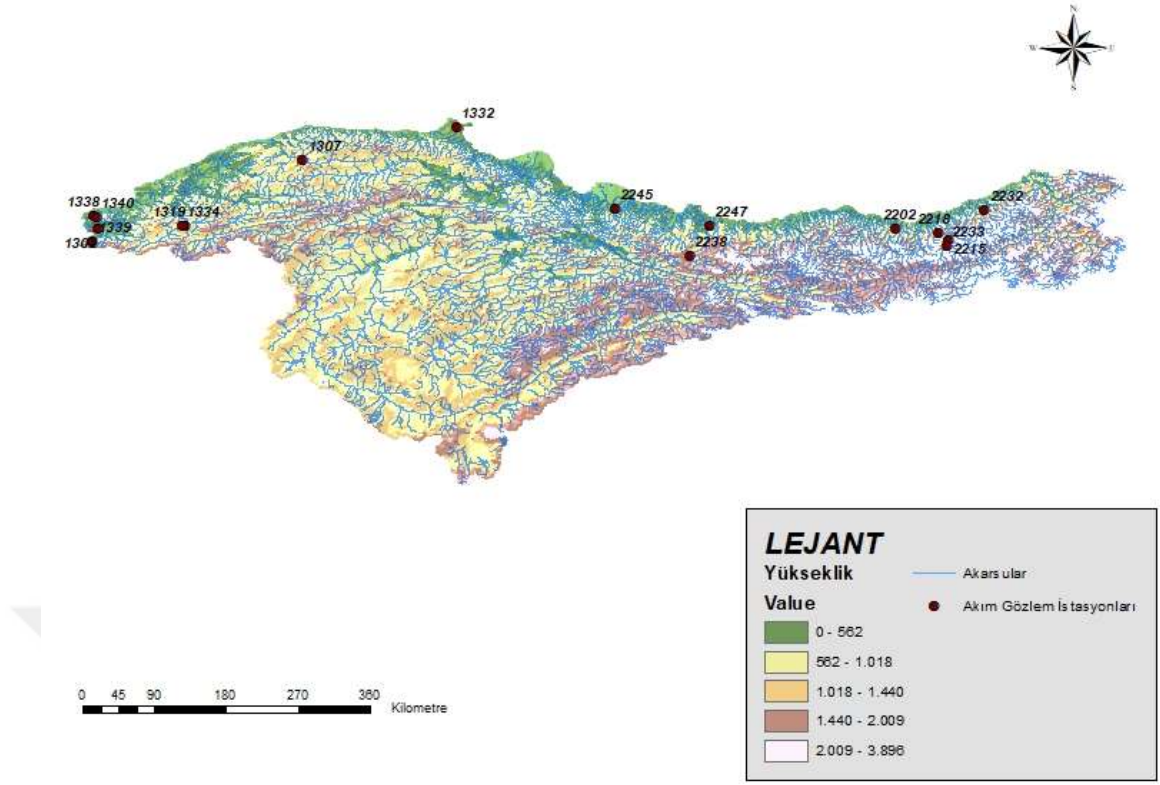 N
W
E
S
1332
1307
1338
1340
1339
1319
1334
2245
2247
2238
2202
2218
2232
2233
2215
LEJANT
Yükseklik
Value
0 - 562
562 - 1.018
1.018 - 1.440
1.440 - 2.009
2.009 - 3.896
Akarsular
Akım Gözlem İstasyonları
0 45 90 180 270 360
Kilometre